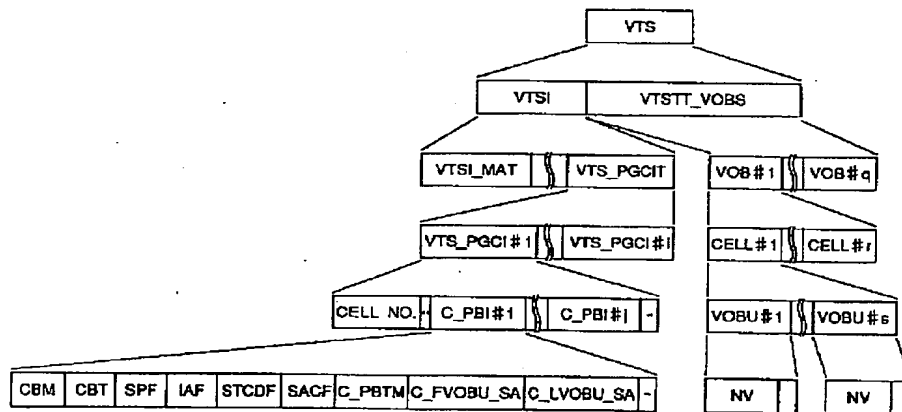 VTS
VTSI VTSTT_VOBS
VTSI_MAT VTS_PGCIT VOB#1 VOB#q
VTS_PGCI#1 VTS_PGCI#i CELL#1 CELL#r
CELL NO. -- C_PBI#1 C_PBI#j - VOBU#1 VOBU#s
CBM CBT SPF IAF STCDF SACF C_PBTM C_FVOBU_SA C_LVOBU_SA - NV NV